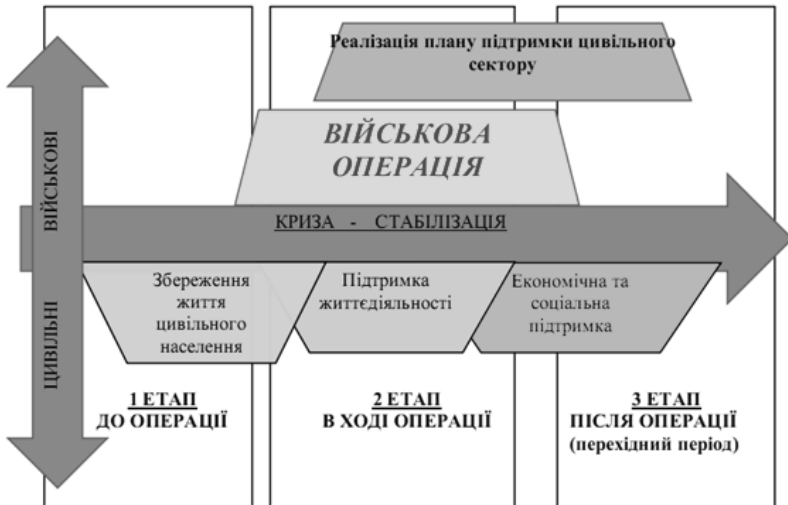 Реалізація плану підтримки цивільного
сектору
ВІЙСЬКОВА
ОПЕРАЦІЯ
ВІЙСЬКОВІ
КРИЗА - СТАБІЛІЗАЦІЯ
ЦИВІЛЬНІ
Збереження
життя
цивільного
населення
Підтримка
життєдіяльності
Економічна та
соціальна
підтримка
1 ЕТАП
ДО ОПЕРАЦІЇ
2 ЕТАП
В ХОДІ ОПЕРАЦІЇ
3 ЕТАП
ПІСЛЯ ОПЕРАЦІЇ
(перехідний період)